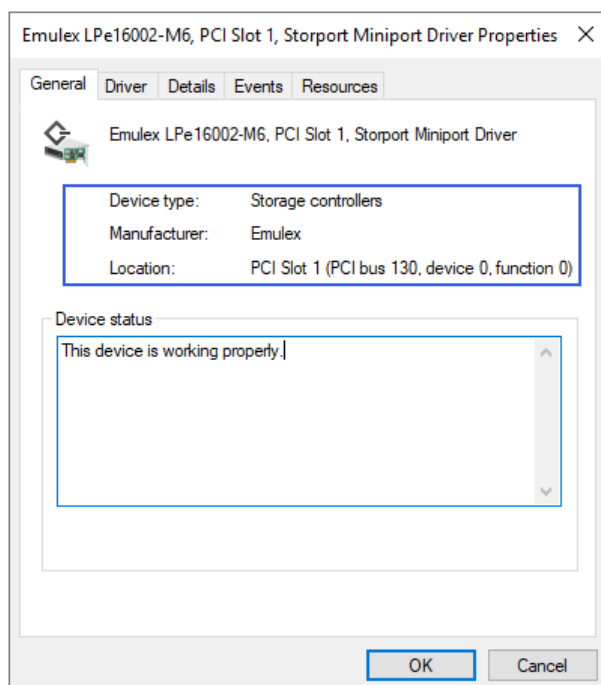 Emulex LPe16002-M6, PCI Slot 1, Storport Miniport Driver Properties
General Driver Details Events Resources
Emulex LPe16002-M6, PCI Slot 1, Storport Miniport Driver
Device type: Storage controllers
Manufacturer: Emulex
Location: PCI Slot 1 (PCI bus 130, device 0, function 0)
Device status
This device is working properly.
OK Cancel